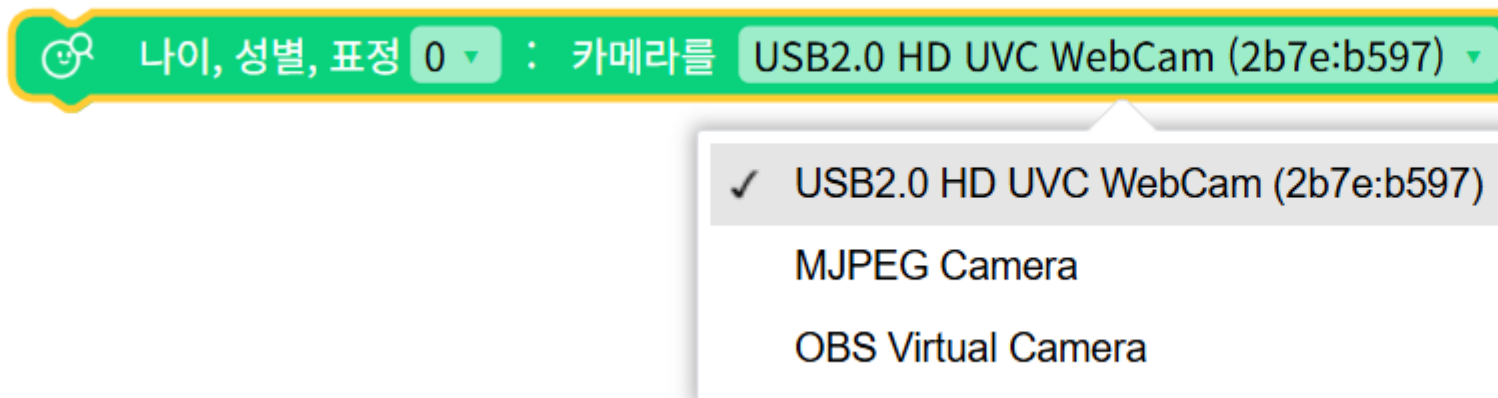 나이, 성별, 표정 0 : 카메라를 USB2.0 HD UVC WebCam (2b7e:b597)
USB2.0 HD UVC WebCam (2b7e:b597)
MJPEG Camera
OBS Virtual Camera